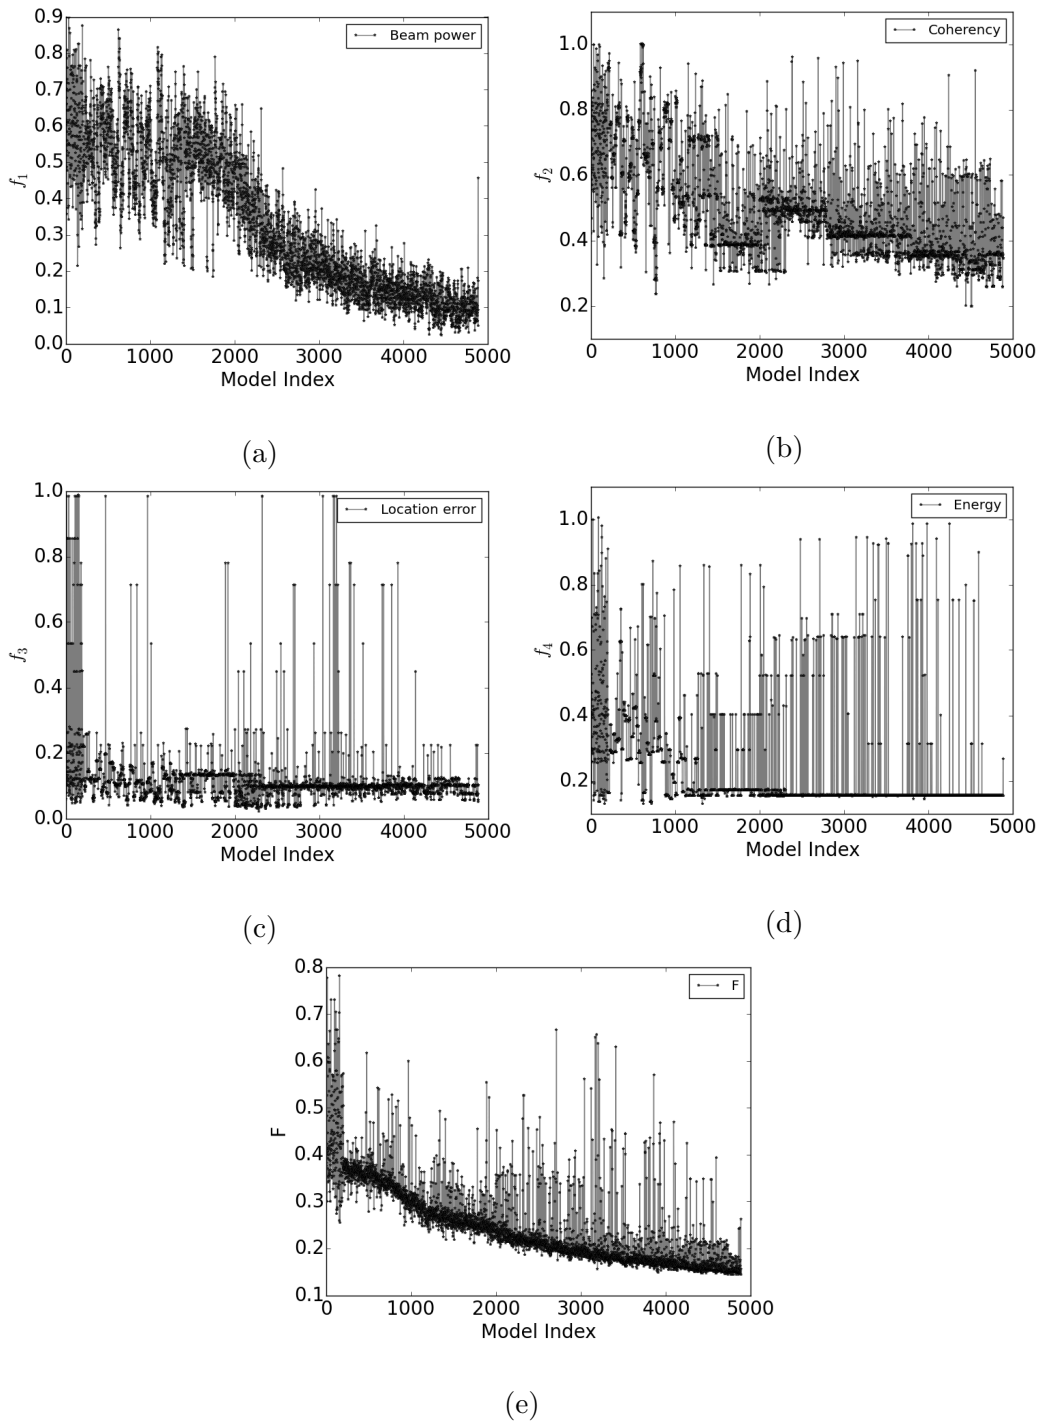 0.9
0.8
0.7
0.6
0.5
0.4
0.3
0.2
0.1
0.0
f1
Beam power
0 1000 2000 3000 4000 5000
Model Index
(a)
1.0
0.8
0.6
0.4
0.2
f2
Coherency
0 1000 2000 3000 4000 5000
Model Index
(b)
1.0
0.8
0.6
0.4
0.2
0.0
f3
Location error
0 1000 2000 3000 4000 5000
Model Index
(c)
1.0
0.8
0.6
0.4
0.2
f4
Energy
0 1000 2000 3000 4000 5000
Model Index
(d)
0.8
0.7
0.6
0.5
0.4
0.3
0.2
0.1
F
F
0 1000 2000 3000 4000 5000
Model Index
(e)